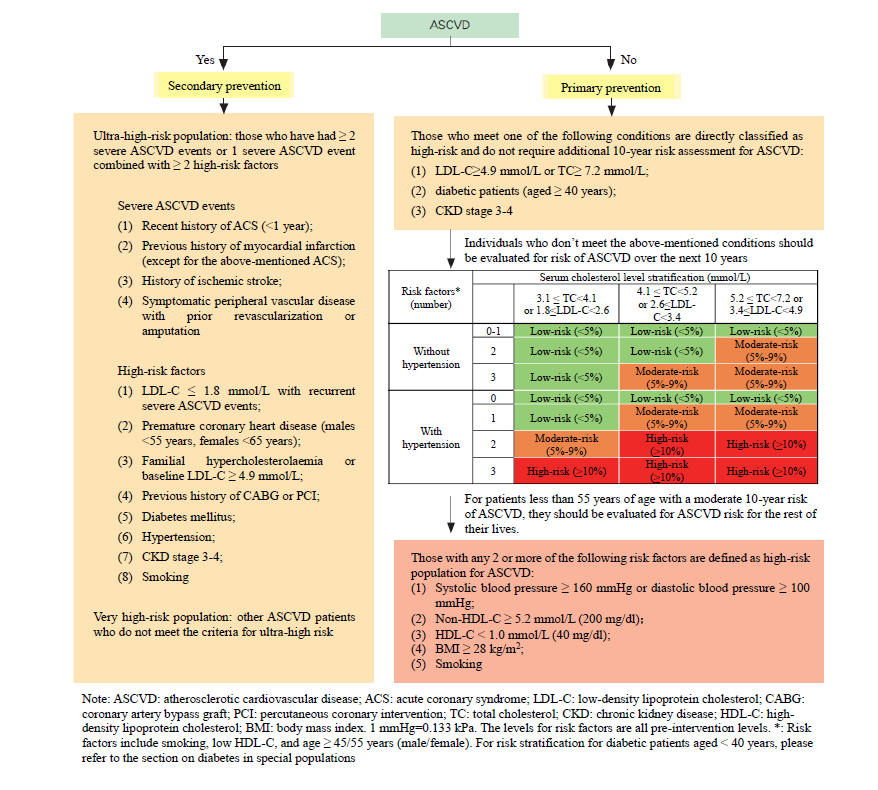 ASCVD
Yes
No
Secondary prevention
Primary prevention
Ultra-high-risk population: those who have had ≥ 2
severe ASCVD events or 1 severe ASCVD event
combined with ≥ 2 high-risk factors
Severe ASCVD events
(1) Recent history of ACS (<1 year);
(2) Previous history of myocardial infarction
(except for the above-mentioned ACS);
(3) History of ischemic stroke;
(4) Symptomatic peripheral vascular disease
with prior revascularization or
amputation
High-risk factors
(1) LDL-C ≤ 1.8 mmol/L with recurrent
severe ASCVD events;
(2) Premature coronary heart disease (males
<55 years, females <65 years);
(3) Familial hypercholesterolaemia or
baseline LDL-C ≥ 4.9 mmol/L;
(4) Previous history of CABG or PCI;
(5) Diabetes mellitus;
(6) Hypertension;
(7) CKD stage 3-4;
(8) Smoking
Very high-risk population: other ASCVD patients
who do not meet the criteria for ultra-high risk
Those who meet one of the following conditions are directly classified as
high-risk and do not require additional 10-year risk assessment for ASCVD:
(1) LDL-C≥4.9 mmol/L or TC≥ 7.2 mmol/L;
(2) diabetic patients (aged ≥ 40 years);
(3) CKD stage 3-4
Individuals who don't meet the above-mentioned conditions should
be evaluated for risk of ASCVD over the next 10 years
Risk factors*
(number)
Serum cholesterol level stratification (mmol/L)
3.1 ≤ TC<4.1
or 1.8≤LDL-C<2.6
4.1 ≤ TC<5.2
or 2.6≤LDL-
C<3.4
5.2 ≤ TC<7.2 or
3.4≤LDL-C<4.9
Without
hypertension
0-1 Low-risk (<5%) Low-risk (<5%) Low-risk (<5%)
2 Low-risk (<5%) Low-risk (<5%) Moderate-risk
(5%-9%)
3 Low-risk (<5%) Moderate-risk
(5%-9%)
Moderate-risk
(5%-9%)
With
hypertension
0 Low-risk (<5%) Low-risk (<5%) Low-risk (<5%)
1 Low-risk (<5%) Moderate-risk
(5%-9%)
Moderate-risk
(5%-9%)
2 Moderate-risk
(5%-9%)
High-risk
(≥10%)
High-risk (≥10%)
3 High-risk (≥10%) High-risk
(≥10%)
High-risk (≥10%)
For patients less than 55 years of age with a moderate 10-year risk
of ASCVD, they should be evaluated for ASCVD risk for the rest of
their lives.
Those with any 2 or more of the following risk factors are defined as high-risk
population for ASCVD:
(1) Systolic blood pressure ≥ 160 mmHg or diastolic blood pressure ≥ 100
mmHg;
(2) Non-HDL-C ≥ 5.2 mmol/L (200 mg/dl);
(3) HDL-C < 1.0 mmol/L (40 mg/dl);
(4) BMI ≥ 28 kg/m²;
(5) Smoking
Note: ASCVD: atherosclerotic cardiovascular disease; ACS: acute coronary syndrome; LDL-C: low-density lipoprotein cholesterol; CABG:
coronary artery bypass graft; PCI: percutaneous coronary intervention; TC: total cholesterol; CKD: chronic kidney disease; HDL-C: high-
density lipoprotein cholesterol; BMI: body mass index. 1 mmHg=0.133 kPa. The levels for risk factors are all pre-intervention levels. *: Risk
factors include smoking, low HDL-C, and age ≥ 45/55 years (male/female). For risk stratification for diabetic patients aged < 40 years, please
refer to the section on diabetes in special populations